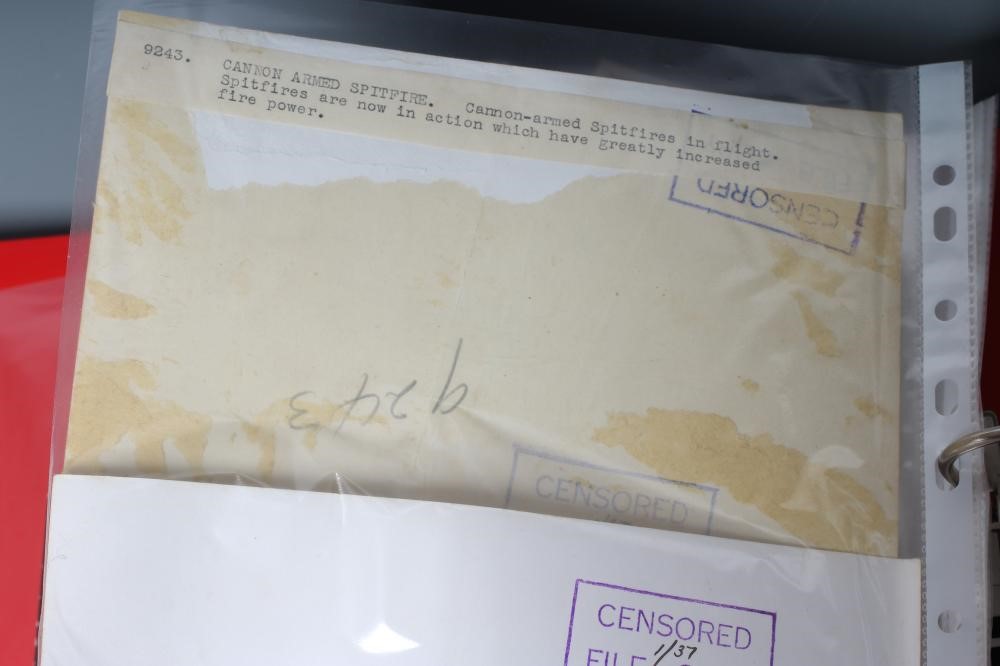 9243.
CANNON ARMED SPITFIRE. Cannon-armed Spitfires in flight.
Spitfires are now in action which have greatly increased
fire power.
CENSORED
9243
CENSORED
CENSORED
1/37
FILE